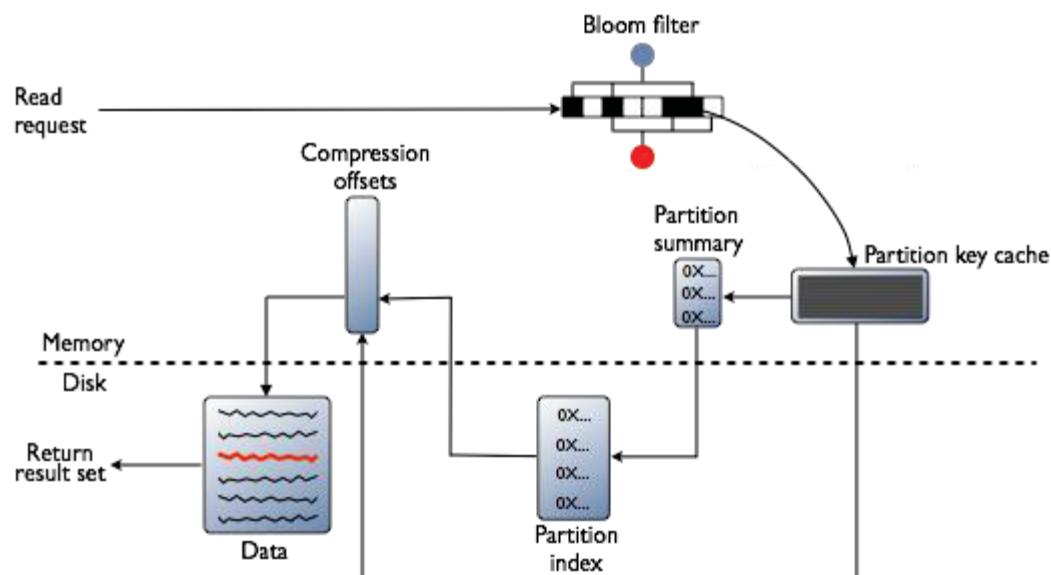 Bloom filter
Read
request
Compression
offsets
Partition
summary
Partition key cache
0X...
0X...
0X...
Memory
Disk
0X...
0X...
0X...
0X...
Return
result set
Data
Partition
index